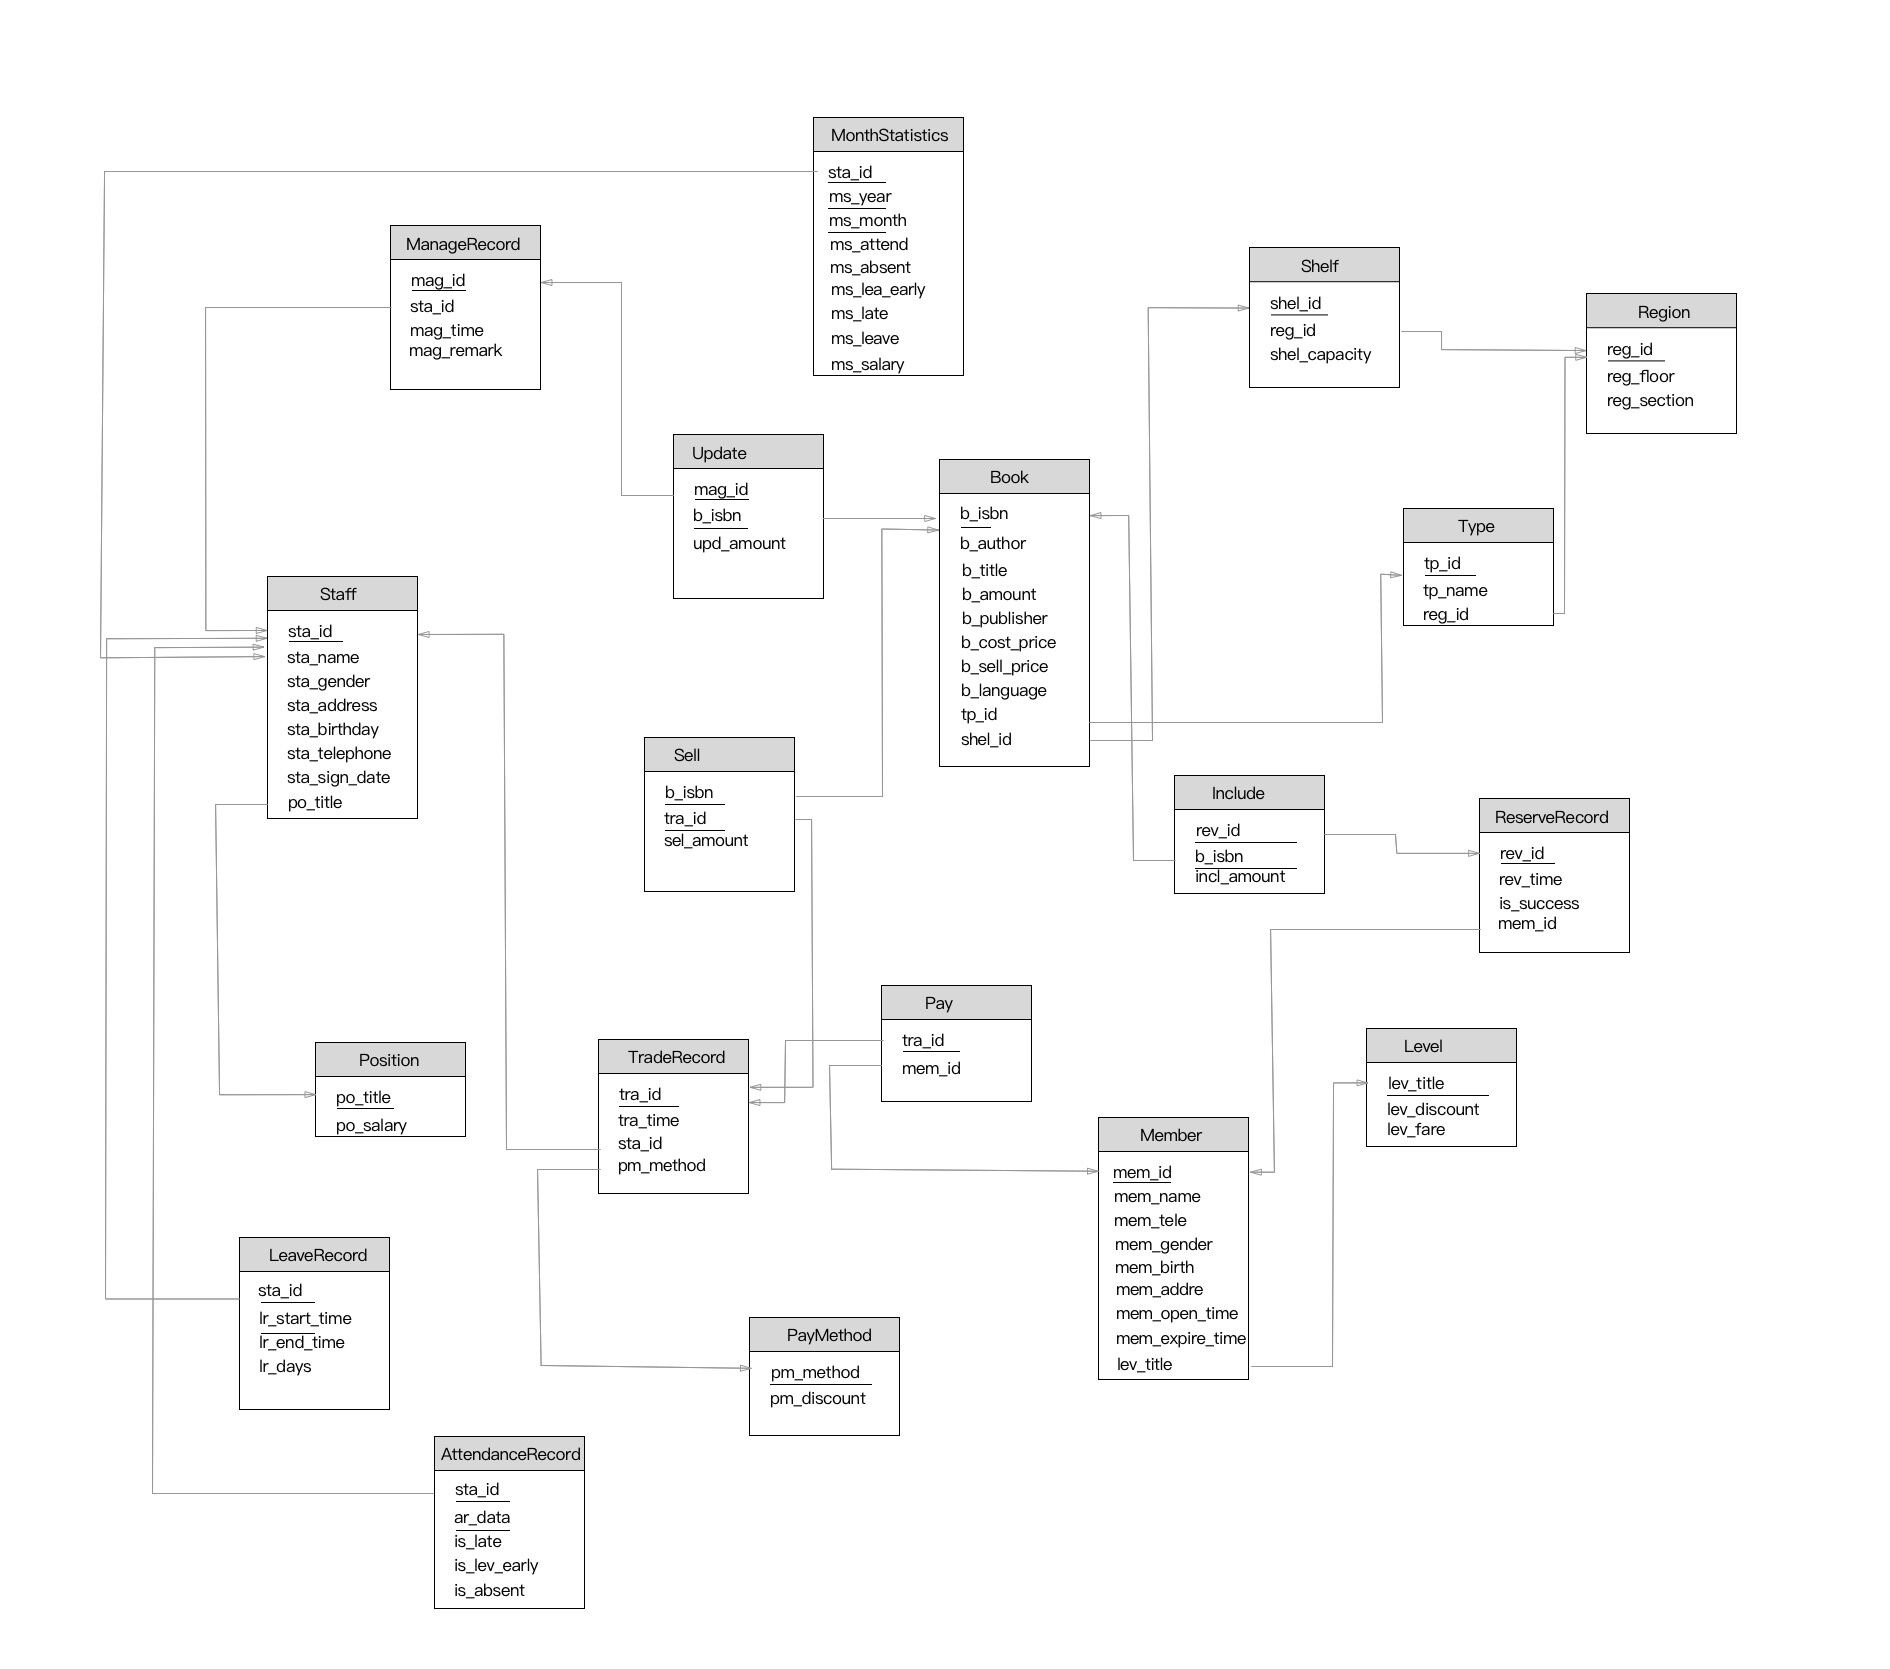 MonthStatistics
sta_id
ms_year
ms_month
ms_attend
ms_absent
ms_lea_early
ms_late
ms_leave
ms_salary
ManageRecord
mag_id
sta_id
mag_time
mag_remark
Shelf
shel_id
reg_id
shel_capacity
Region
reg_id
reg_floor
reg_section
Update
mag_id
b_isbn
upd_amount
Book
b_isbn
b_author
b_title
b_amount
b_publisher
b_cost_price
b_sell_price
b_language
tp_id
shel_id
Type
tp_id
tp_name
reg_id
Staff
sta_id
sta_name
sta_gender
sta_address
sta_birthday
sta_telephone
sta_sign_date
po_title
Sell
b_isbn
tra_id
sel_amount
Include
rev_id
b_isbn
incl_amount
ReserveRecord
rev_id
rev_time
is_success
mem_id
Pay
tra_id
mem_id
Position
po_title
po_salary
TradeRecord
tra_id
tra_time
sta_id
pm_method
Level
lev_title
lev_discount
lev_fare
Member
mem_id
mem_name
mem_tele
mem_gender
mem_birth
mem_addre
mem_open_time
mem_expire_time
lev_title
LeaveRecord
sta_id
lr_start_time
lr_end_time
lr_days
PayMethod
pm_method
pm_discount
AttendanceRecord
sta_id
ar_data
is_late
is_lev_early
is_absent